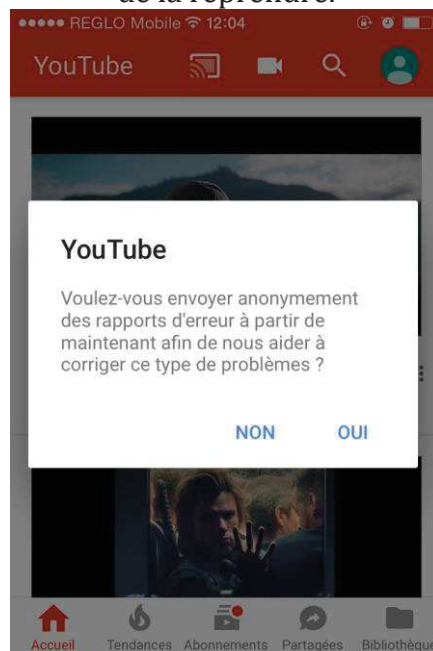 de la reprendre.
REGLO Mobile 12:04
YouTube
YouTube
Voulez-vous envoyer anonymement
des rapports d'erreur à partir de
maintenant afin de nous aider à
corriger ce type de problèmes ?
NON OUI
Accueil Tendances Abonnements Partagées Bibliothèque